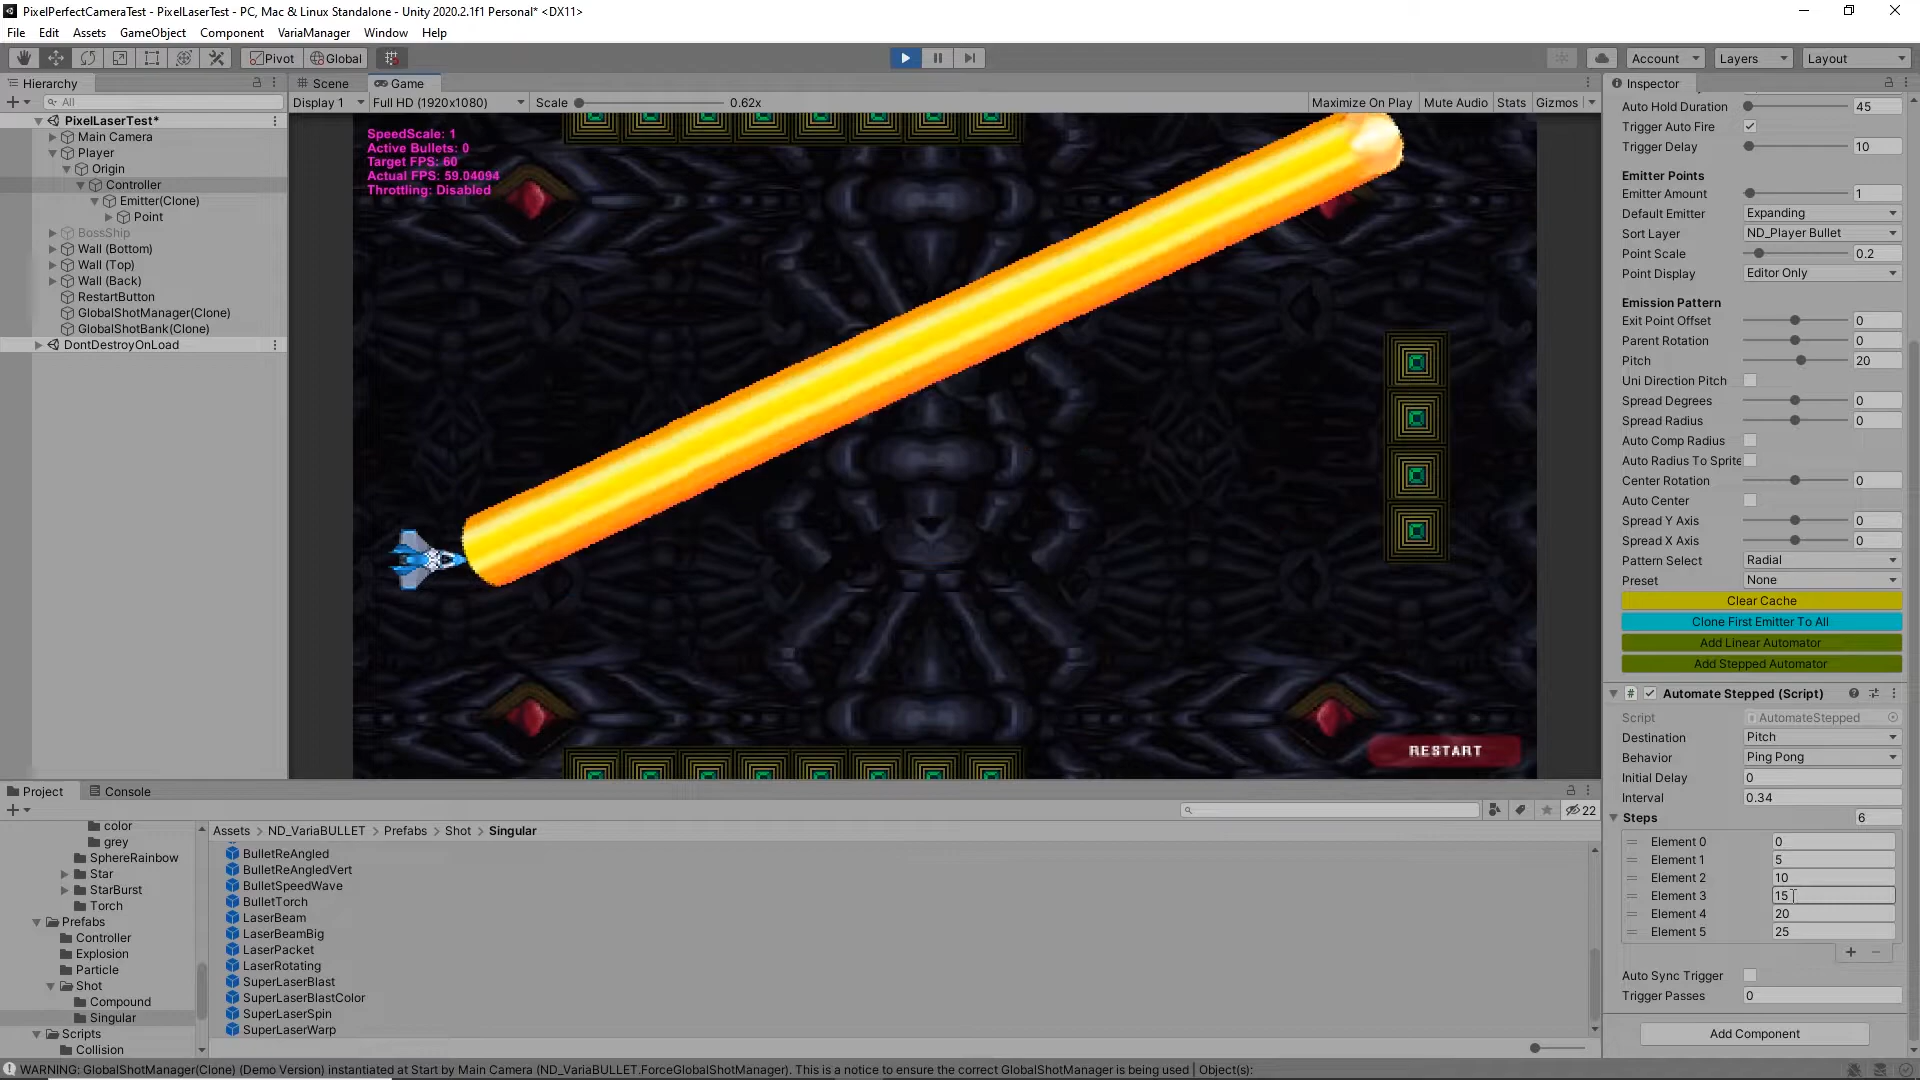 PixelPerfectCameraTest - PixelLaserTest - PC, Mac & Linux Standalone - Unity 2020.2.1f1 Personal* <DX11>
File Edit Assets GameObject Component VariaManager Window Help
Pivot Global Account Layers Layout
Hierarchy
All
PixelLaserTest*
Main Camera
Player
Origin
Controller
Emitter(Clone)
Point
BossShip
Wall (Bottom)
Wall (Top)
Wall (Back)
RestartButton
GlobalShotManager(Clone)
GlobalShotBank(Clone)
DontDestroyOnLoad
Scene Game
Display 1 Full HD (1920x1080) Scale 0.62x Maximize On Play Mute Audio Stats Gizmos
SpeedScale: 1
Active Bullets: 0
Target FPS: 60
Actual FPS: 59.04094
Throttling: Disabled
RESTART
Inspector
Auto Hold Duration 45
Trigger Auto Fire
Trigger Delay 10
Emitter Points
Emitter Amount 1
Default Emitter Expanding
Sort Layer ND_Player Bullet
Point Scale 0.2
Point Display Editor Only
Emission Pattern
Exit Point Offset 0
Parent Rotation 0
Pitch 20
Uni Direction Pitch
Spread Degrees 0
Spread Radius 0
Auto Comp Radius
Auto Radius To Sprite
Center Rotation 0
Auto Center
Spread Y Axis 0
Spread X Axis 0
Pattern Select Radial
Preset None
Clear Cache
Clone First Emitter To All
Add Linear Automator
Add Stepped Automator
Automate Stepped (Script)
Script AutomateStepped
Destination Pitch
Behavior Ping Pong
Initial Delay 0
Interval 0.34
Steps 6
Element 0 0
Element 1 5
Element 2 10
Element 3 15
Element 4 20
Element 5 25
Auto Sync Trigger
Trigger Passes 0
Add Component
Project Console
22
color
grey
SphereRainbow
Star
StarBurst
Torch
Prefabs
Controller
Explosion
Particle
Shot
Compound
Singular
Scripts
Collision
Assets > ND_VariaBULLET > Prefabs > Shot > Singular
BulletReAngled
BulletReAngledVert
BulletSpeedWave
BulletTorch
LaserBeam
LaserBeamBig
LaserPacket
LaserRotating
SuperLaserBlast
SuperLaserBlastColor
SuperLaserSpin
SuperLaserWarp
WARNING: GlobalShotManager(Clone) (Demo Version) instantiated at Start by Main Camera (ND_VariaBULLET.ForceGlobalShotManager). This is a notice to ensure the correct GlobalShotManager is being used | Object(s):